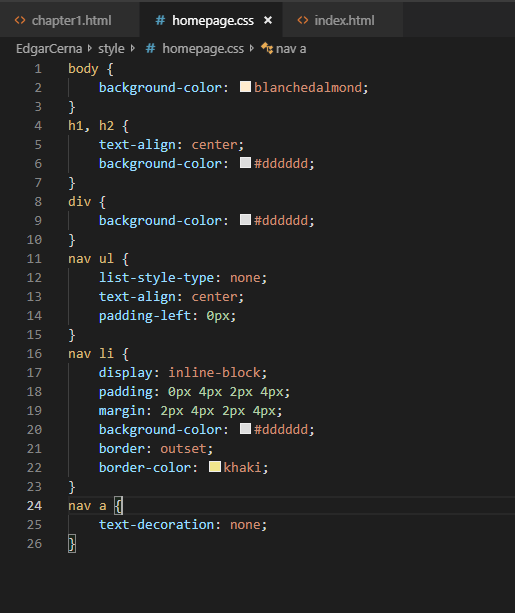 chapter1.html homepage.css index.html
EdgarCerna style homepage.css nav a
1 body {
2 background-color: blanchedalmond;
3 }
4 h1, h2 {
5 text-align: center;
6 background-color: #dddddd;
7 }
8 div {
9 background-color: #dddddd;
10 }
11 nav ul {
12 list-style-type: none;
13 text-align: center;
14 padding-left: 0px;
15 }
16 nav li {
17 display: inline-block;
18 padding: 0px 4px 2px 4px;
19 margin: 2px 4px 2px 4px;
20 background-color: #dddddd;
21 border: outset;
22 border-color: khaki;
23 }
24 nav a {
25 text-decoration: none;
26 }